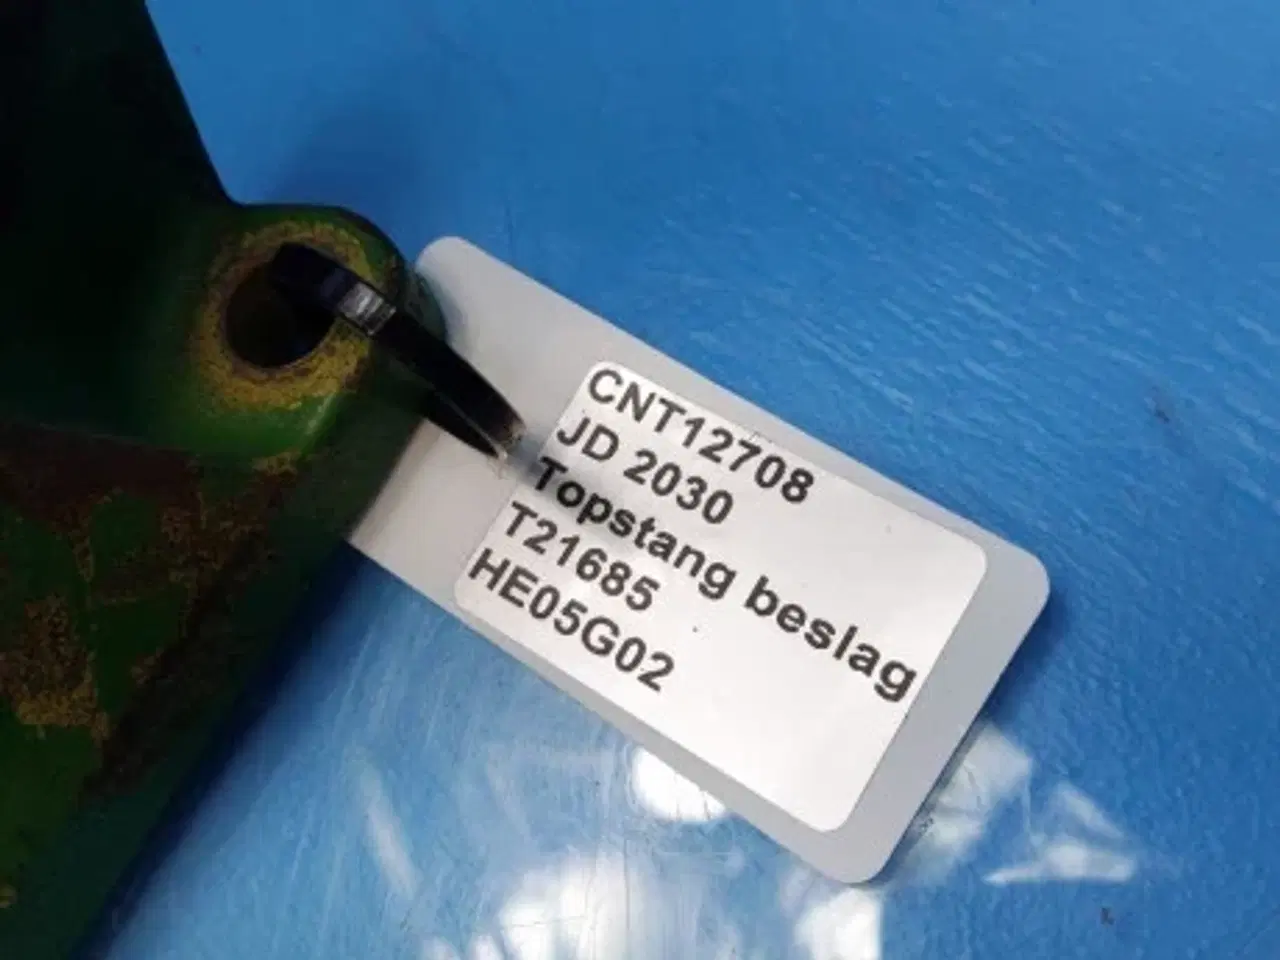 CNT12708
JD 2030
Topstang beslag
T21685
HE05G02